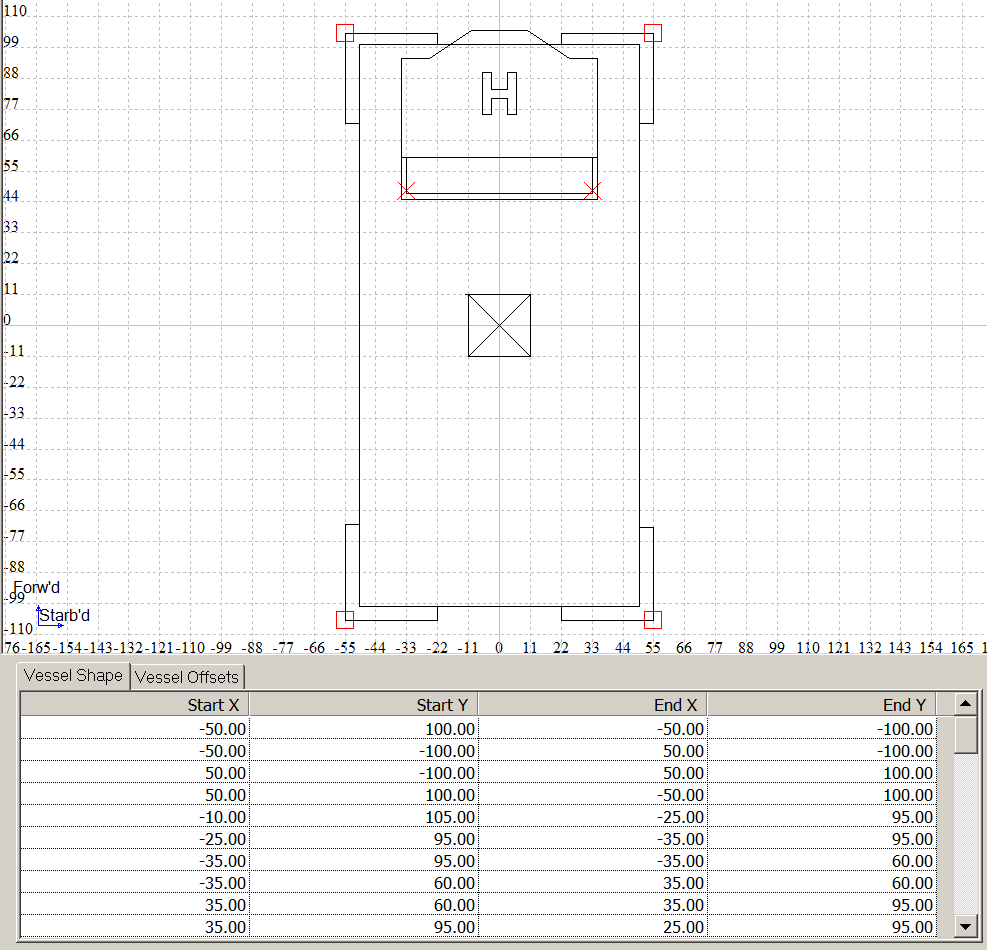 110
99
88
H
77
66
55
44
33
22
11
0
-11
-22
-33
-44
-55
-66
-77
-88
Forw'd
-99
Starb'd
-110
76-165-154-143-132-121-110 -99 -88 -77 -66 -55 -44 -33 -22 -11 0 11 22 33 44 55 66 77 88 99 110 121 132 143 154 165 1
Vessel Shape Vessel Offsets
Start X Start Y End X End Y
-50.00 100.00 -50.00 -100.00
-50.00 -100.00 50.00 -100.00
50.00 -100.00 50.00 100.00
50.00 100.00 -50.00 100.00
-10.00 105.00 -25.00 95.00
-25.00 95.00 -35.00 95.00
-35.00 95.00 -35.00 60.00
-35.00 60.00 35.00 60.00
35.00 60.00 35.00 95.00
35.00 95.00 25.00 95.00